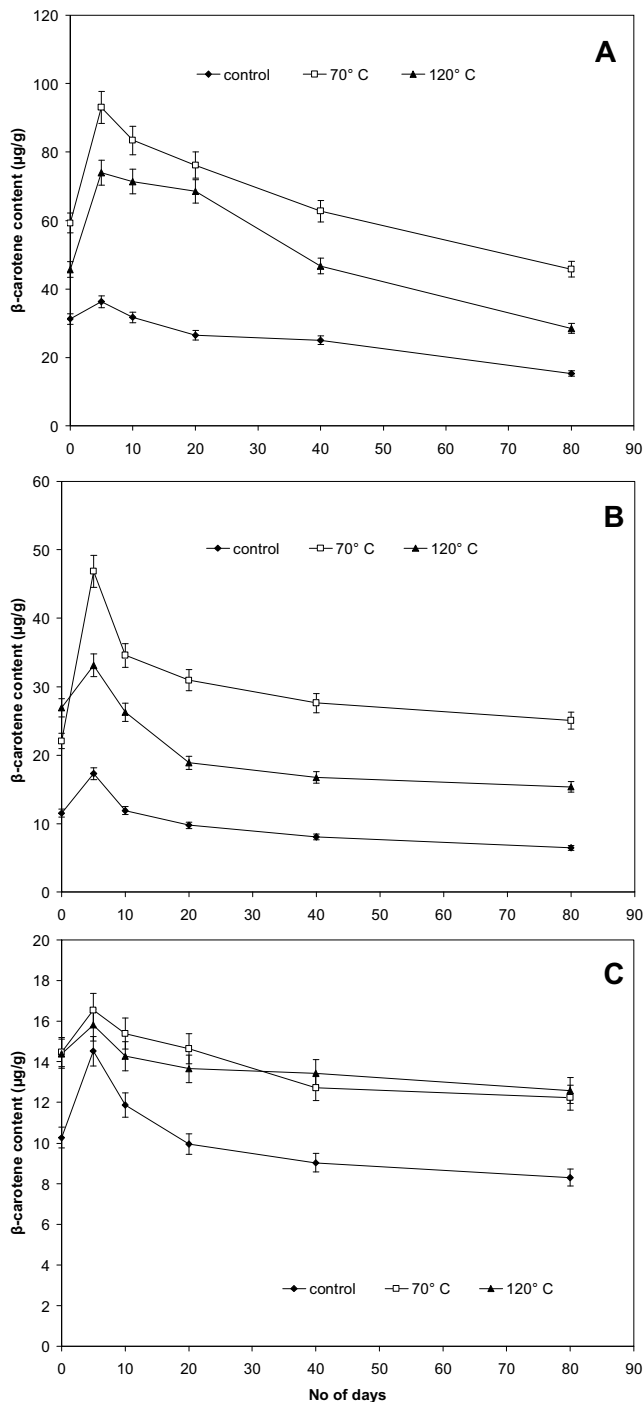 A
control 70° C 120° C
β-carotene content (µg/g)
120
100
80
60
40
20
0
0 10 20 30 40 50 60 70 80 90
B
control 70° C 120° C
β-carotene content (µg/g)
60
50
40
30
20
10
0
0 10 20 30 40 50 60 70 80 90
C
β-carotene content (µg/g)
20
18
16
14
12
10
8
6
4
2
0
control 70° C 120° C
0 10 20 30 40 50 60 70 80 90
No of days